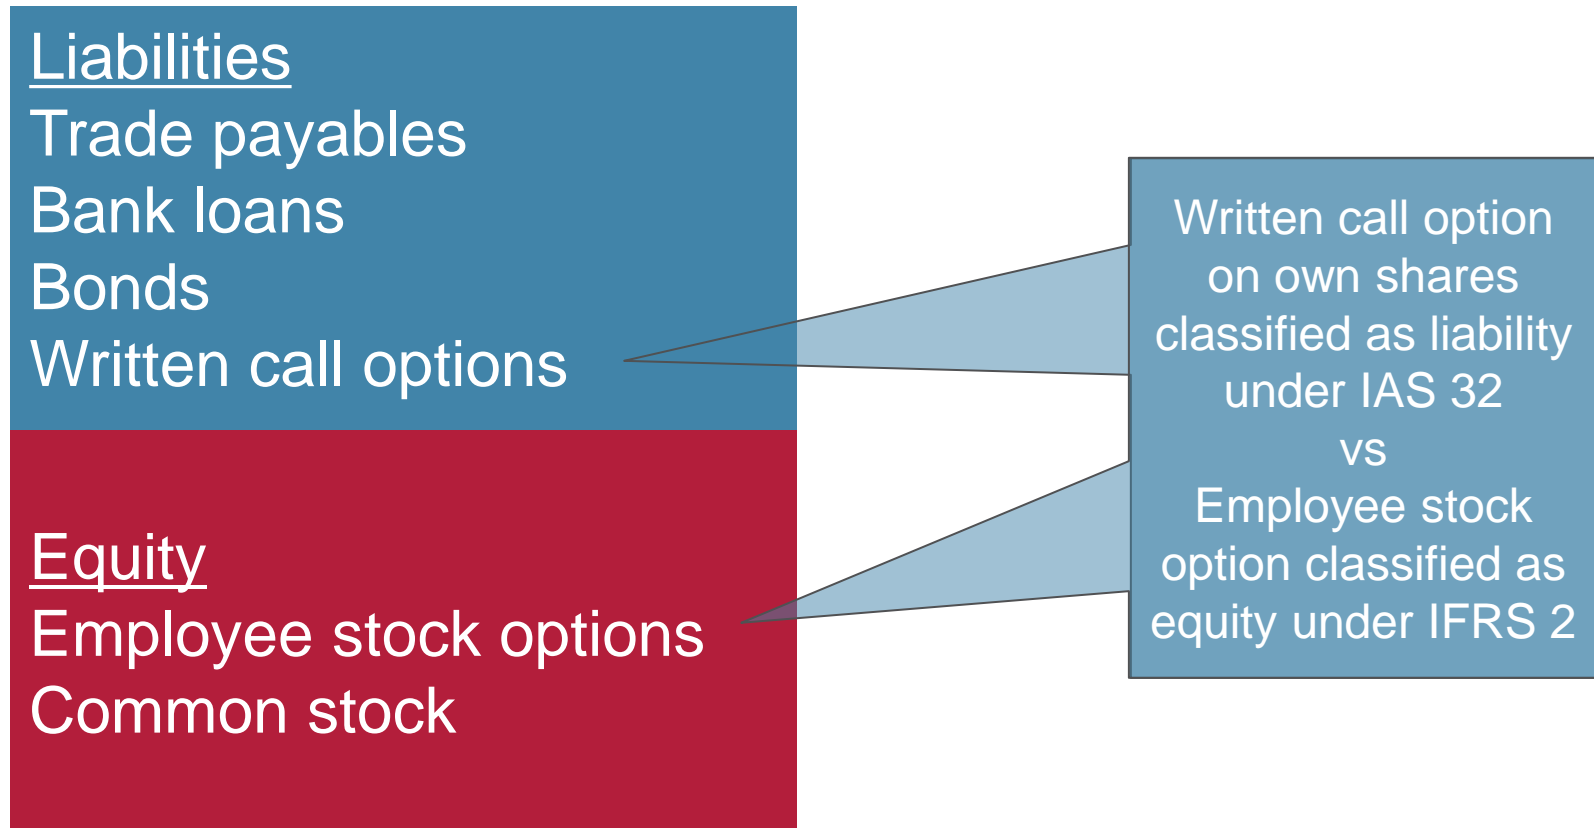 Liabilities
Trade payables
Bank loans
Bonds
Written call options
Equity
Employee stock options
Common stock
Written call option
on own shares
classified as liability
under IAS 32
vs
Employee stock
option classified as
equity under IFRS 2